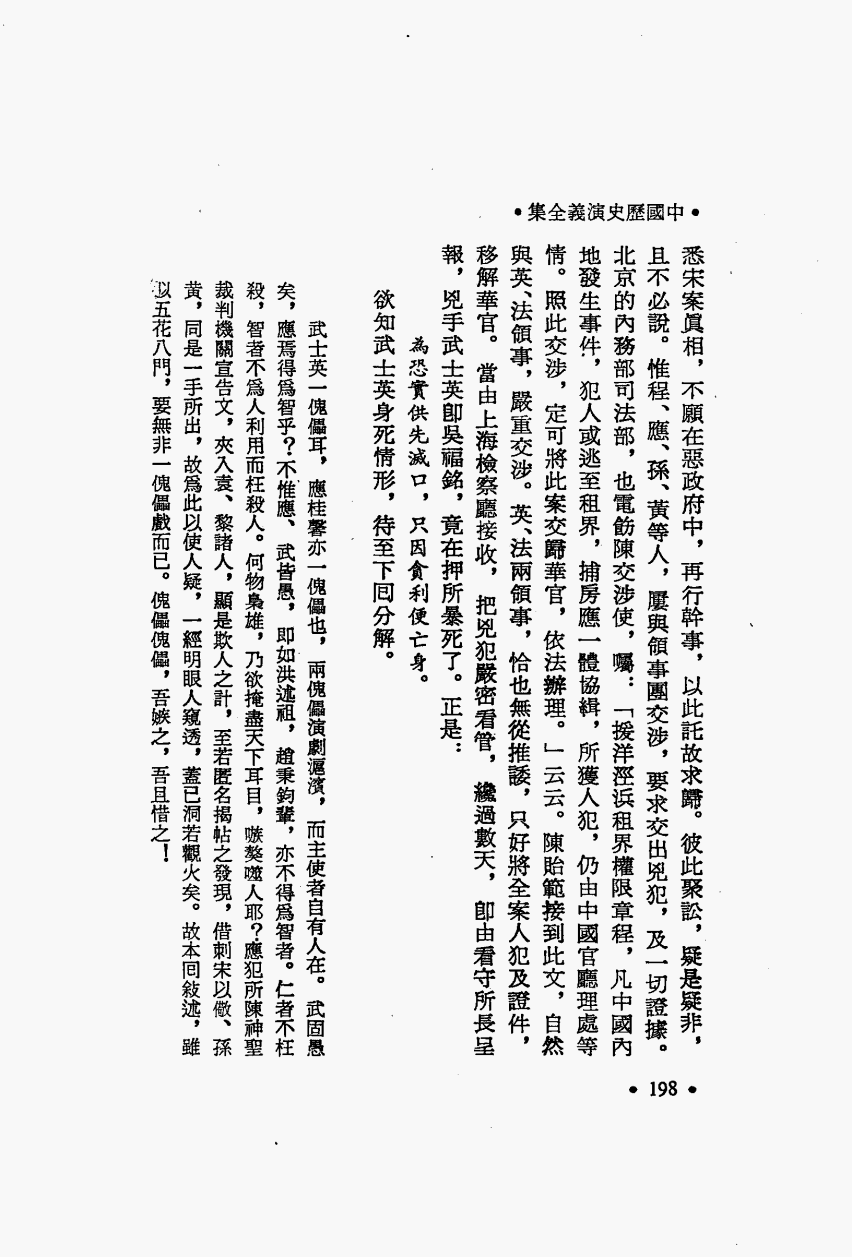 •中國歷史演義全集•
悉宋案眞相，不願在惡政府中，再行幹事，以此託故求歸。彼此聚訟，疑是疑非，
且不必說。惟程、應、孫、黃等人，屢與領事團交涉，要求交出兇犯，及一切證據。
北京的內務部司法部，也電飭陳交涉使，囑：「援洋涇浜租界權限章程，凡中國內
地發生事件，犯人或逃至租界，捕房應一體協緝，所獲人犯，仍由中國官廳理處等
情。照此交涉，定可將此案交歸華官，依法辦理。」云云。陳貽範接到此文，自然
與英、法領事，嚴重交涉。英、法兩領事，恰也無從推諉，只好將全案人犯及證件，
移解華官。當由上海檢察廳接收，把兇犯嚴密看管，纔過數天，卽由看守所長呈
報，兇手武士英卽吳福銘，竟在押所暴死了。正是：
為恐實供先滅口，只因貪利便亡身。
欲知武士英身死情形，待至下回分解。
武士英一傀儡耳，應桂馨亦一傀儡也，兩傀儡演劇滬濱，而主使者自有人在。武固愚
矣，應焉得爲智乎？不惟應、武皆愚，即如洪述祖，趙秉鈞輩，亦不得爲智者。仁者不枉
殺，智者不爲人利用而枉殺人。何物梟雄，乃欲掩盡天下耳目，嗾獒噬人耶？應犯所陳神聖
裁判機關宣告文，夾入袁、黎諸人，顯是欺人之計，至若匿名揭帖之發現，借刺宋以儆、孫
黃，同是一手所出，故爲此以使人疑，一經明眼人窺透，蓋已洞若觀火矣。故本回敍述，雖
似五花八門，要無非一傀儡戲而已。傀儡傀儡，吾嫉之，吾且惜之！
•198•